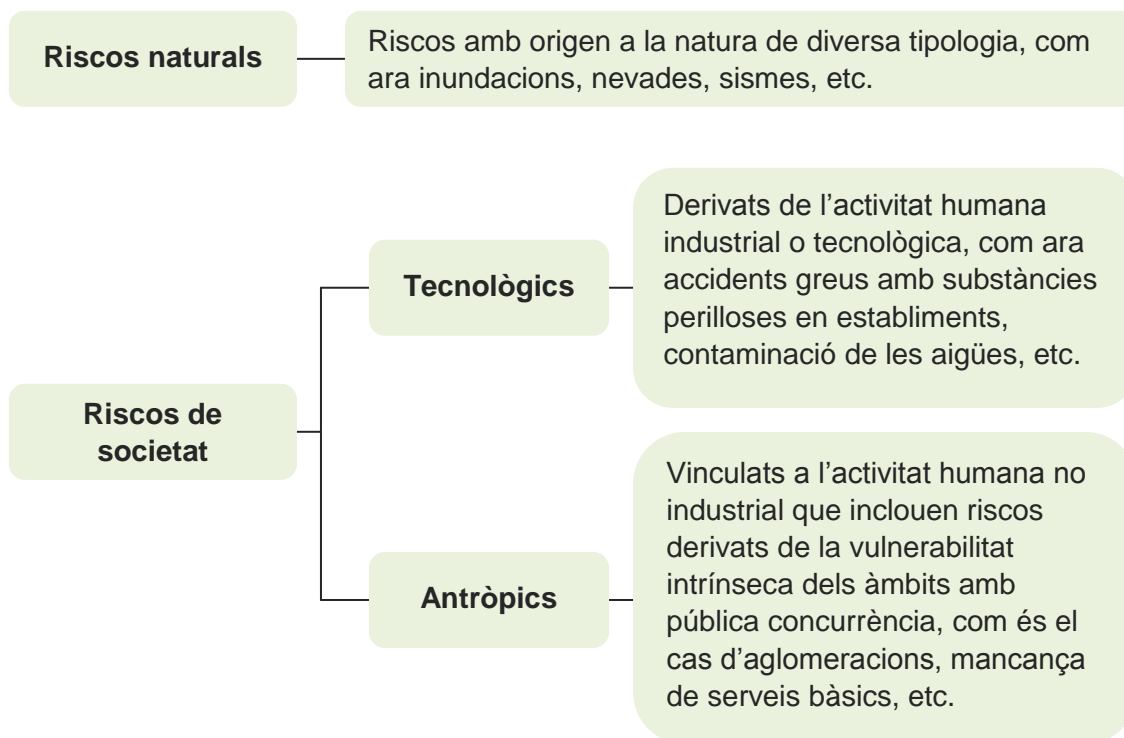 Riscos naturals
Riscos amb origen a la natura de diversa tipologia, com
ara inundacions, nevades, sismes, etc.
Riscos de
societat
Tecnològics
Derivats de l’activitat humana
industrial o tecnològica, com ara
accidents greus amb substàncies
perilloses en establiments,
contaminació de les aigües, etc.
Antròpics
Vinculats a l’activitat humana no
industrial que inclouen riscos
derivats de la vulnerabilitat
intrínseca dels àmbits amb
pública concurrència, com és el
cas d’aglomeracions, mancança
de serveis bàsics, etc.